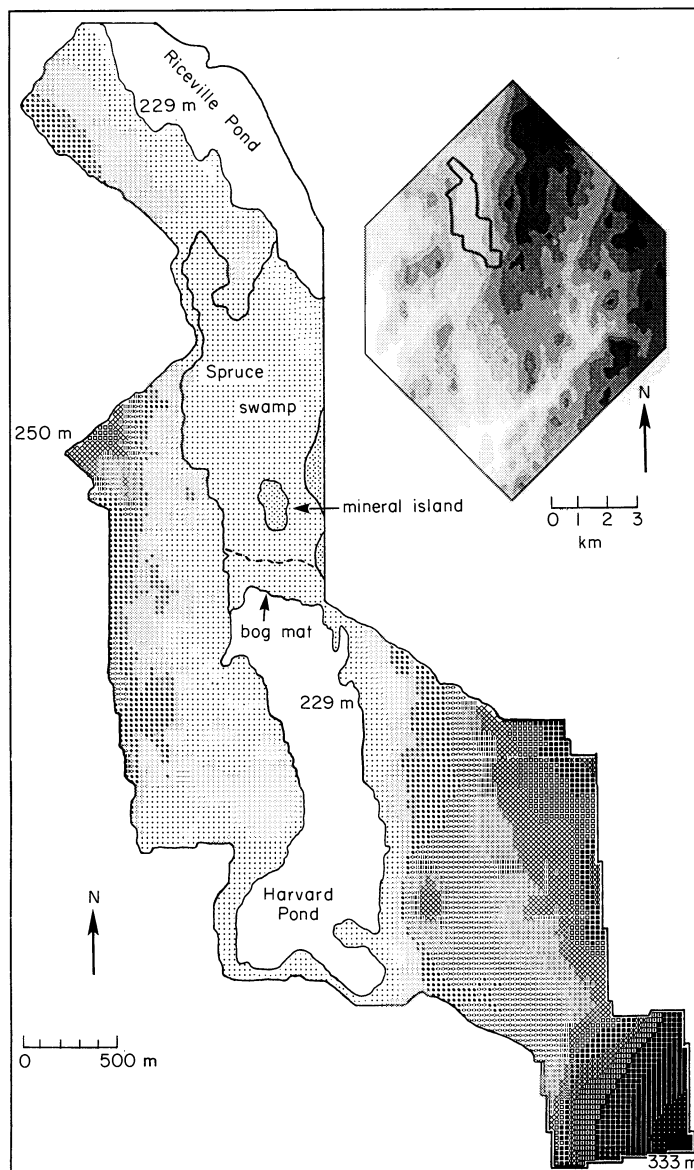 Riceville
Pond
229 m
Spruce
swamp
250 m
mineral island
bog mat
229 m
Harvard
Pond
N
0 500 m
333 m
N
0 1 2 3
km